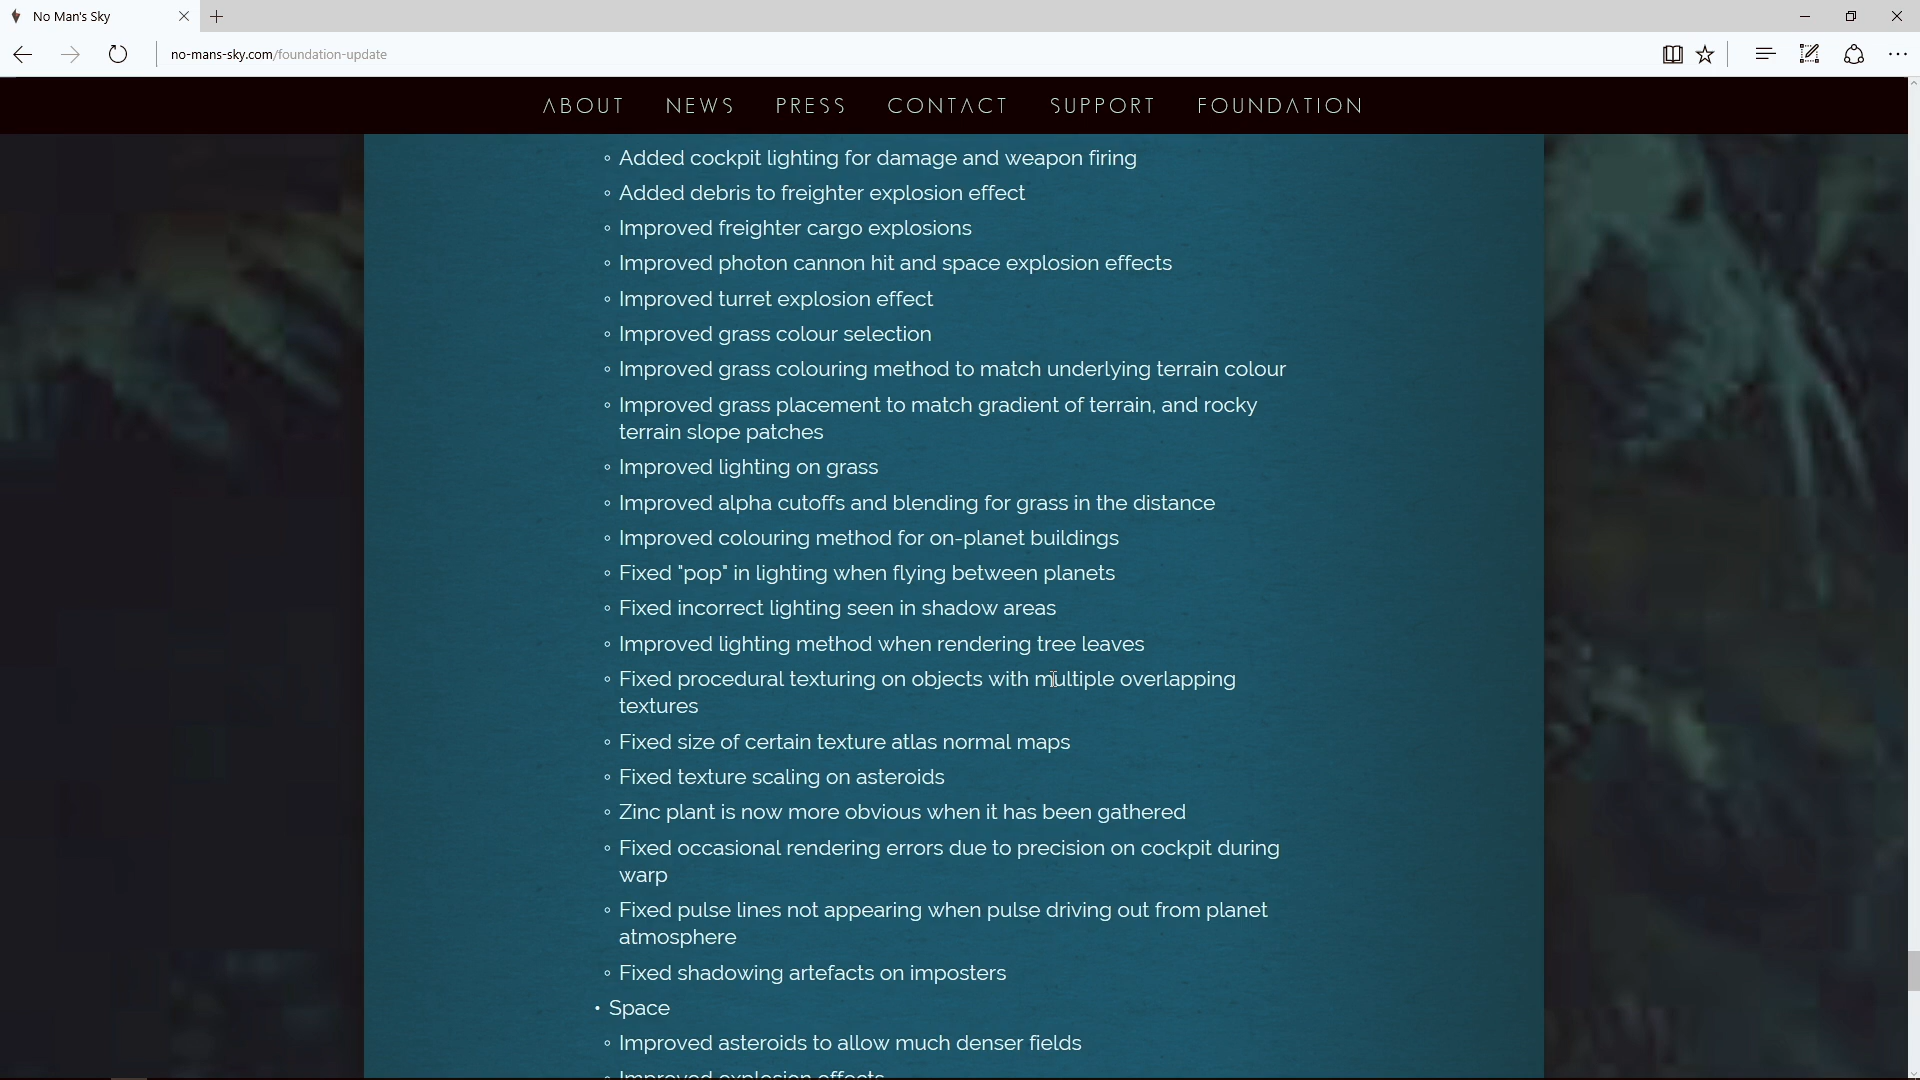 No Man's Sky
no-mans-sky.com/foundation-update
ABOUT NEWS PRESS CONTACT SUPPORT FOUNDATION
◦ Added cockpit lighting for damage and weapon firing
◦ Added debris to freighter explosion effect
◦ Improved freighter cargo explosions
◦ Improved photon cannon hit and space explosion effects
◦ Improved turret explosion effect
◦ Improved grass colour selection
◦ Improved grass colouring method to match underlying terrain colour
◦ Improved grass placement to match gradient of terrain, and rocky
terrain slope patches
◦ Improved lighting on grass
◦ Improved alpha cutoffs and blending for grass in the distance
◦ Improved colouring method for on-planet buildings
◦ Fixed "pop" in lighting when flying between planets
◦ Fixed incorrect lighting seen in shadow areas
◦ Improved lighting method when rendering tree leaves
◦ Fixed procedural texturing on objects with multiple overlapping
textures
◦ Fixed size of certain texture atlas normal maps
◦ Fixed texture scaling on asteroids
◦ Zinc plant is now more obvious when it has been gathered
◦ Fixed occasional rendering errors due to precision on cockpit during
warp
◦ Fixed pulse lines not appearing when pulse driving out from planet
atmosphere
◦ Fixed shadowing artefacts on imposters
• Space
◦ Improved asteroids to allow much denser fields
◦ Improved explosion effects